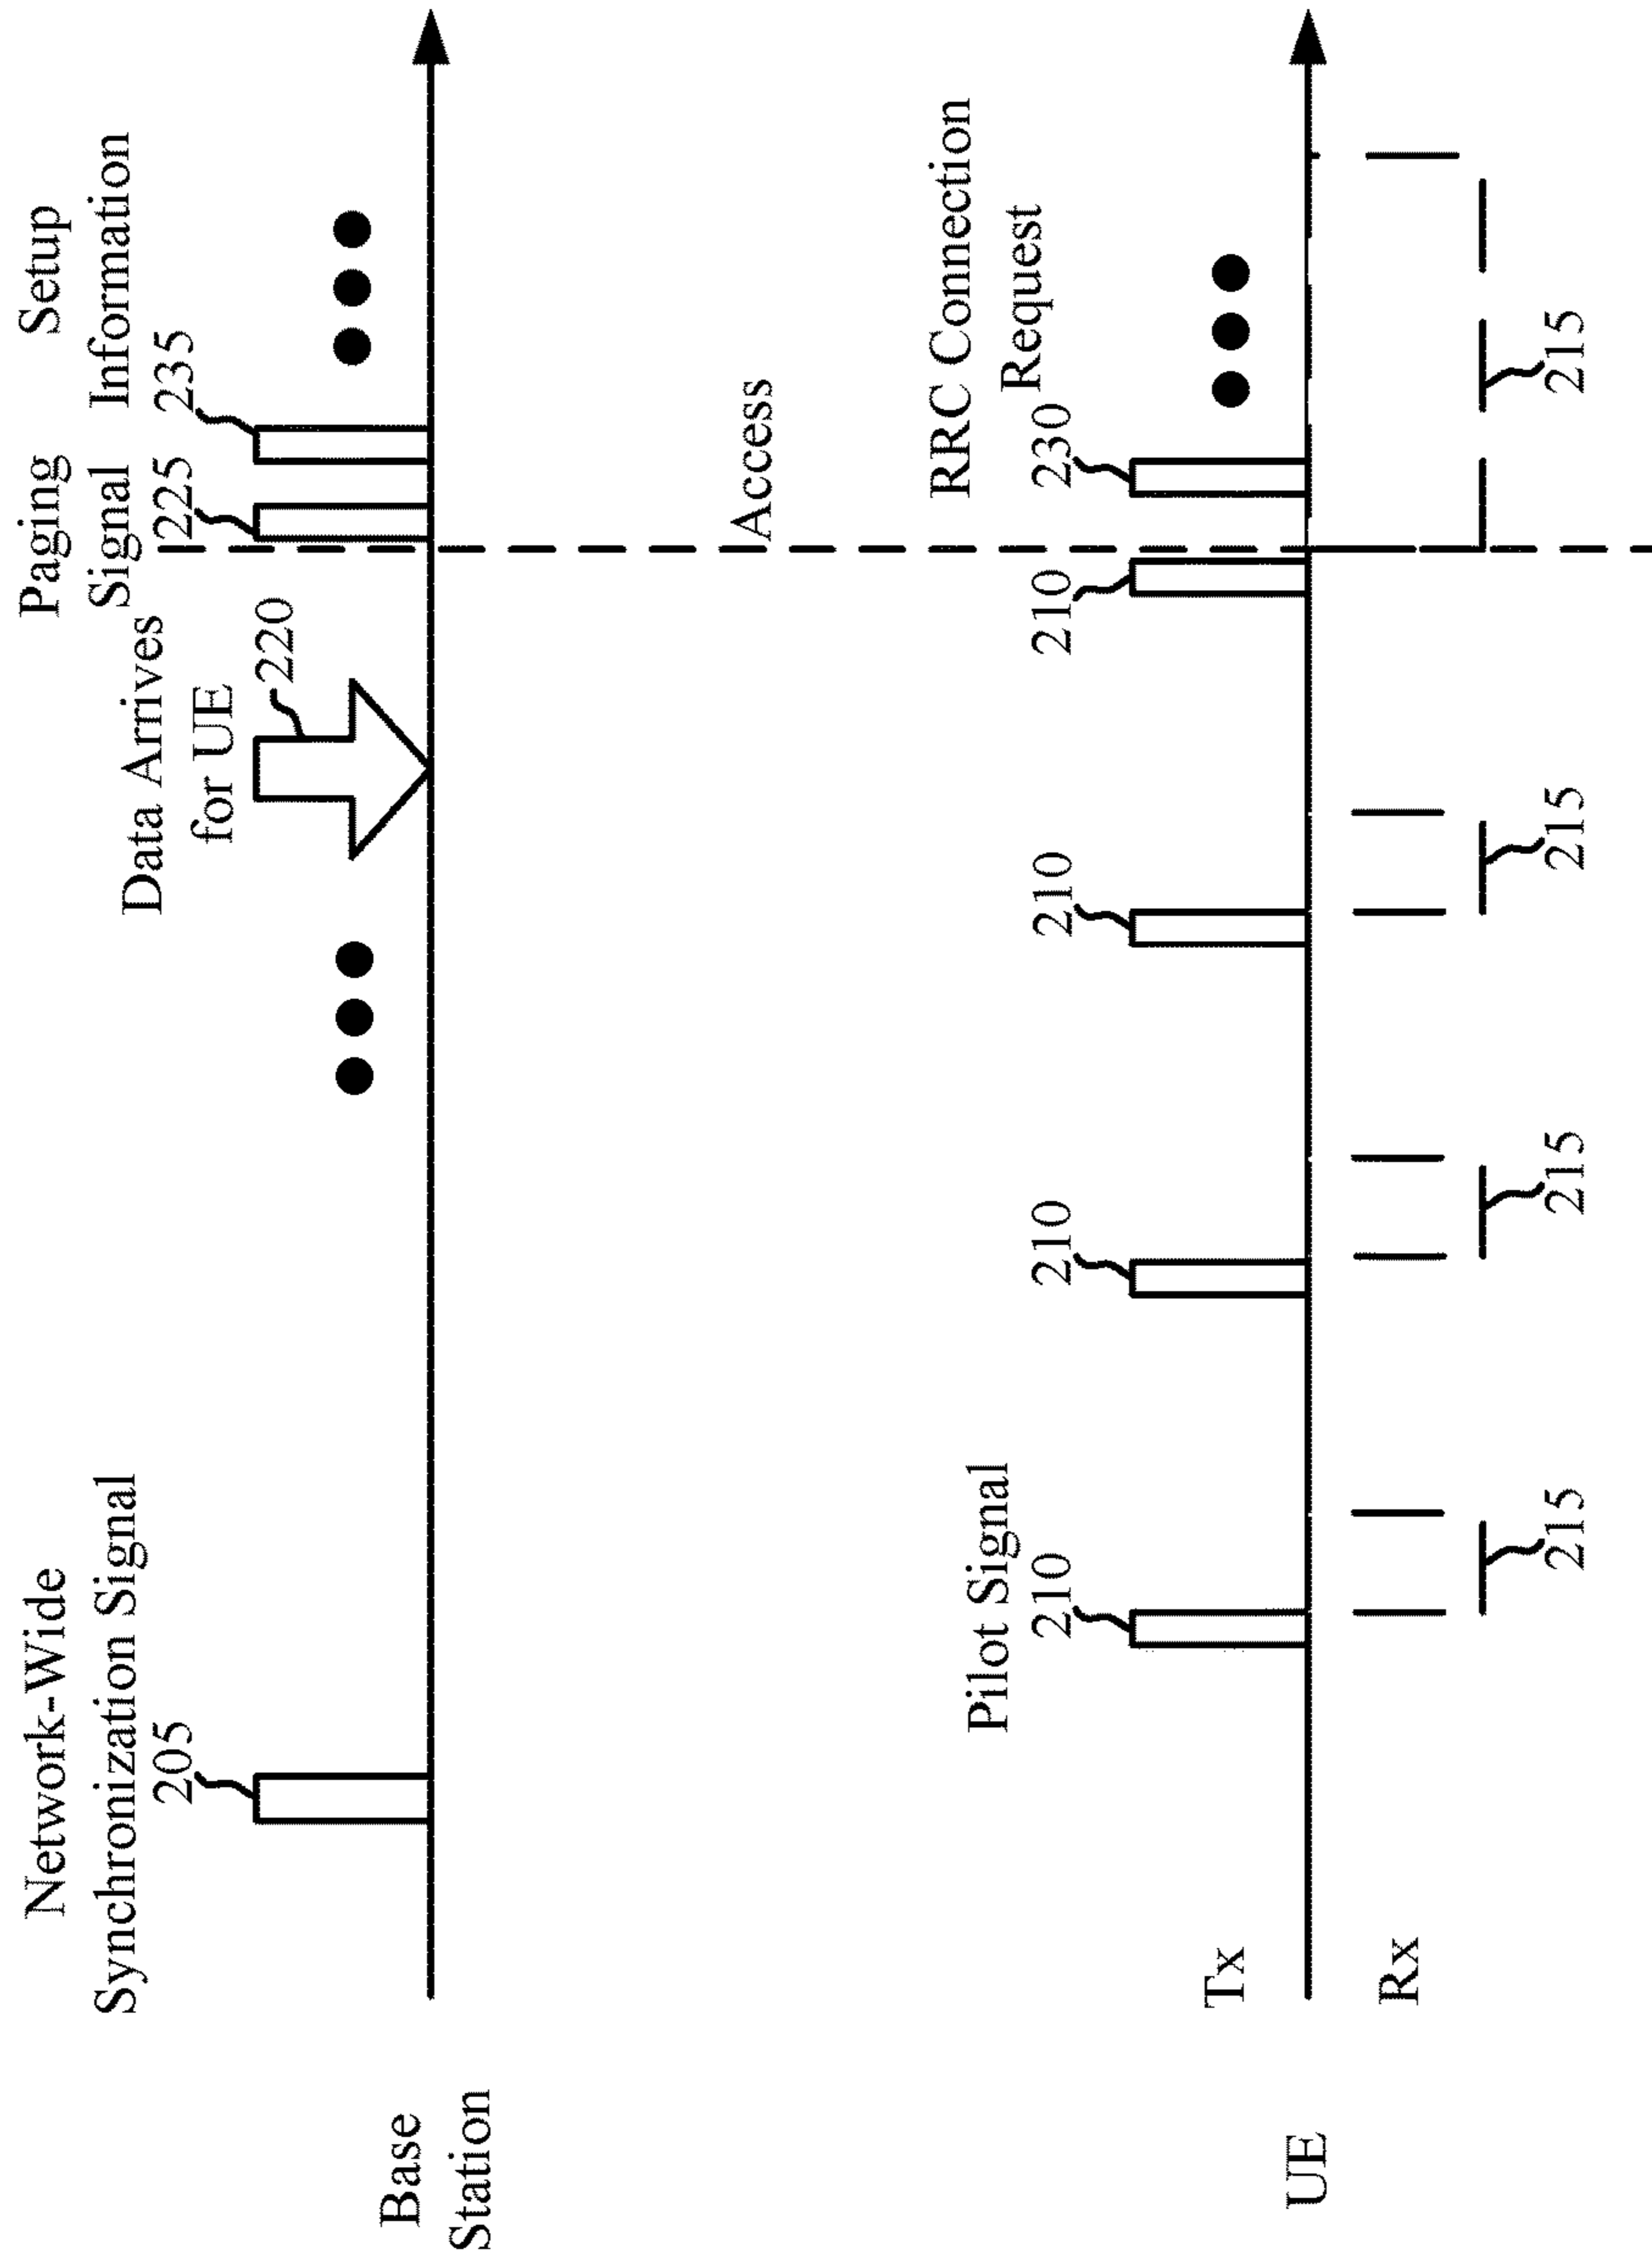 Network-Wide
Synchronization Signal
205
Data Arrives
for UE
220
Paging
Signal
225
Setup
Information
235
Base
Station
Access
Pilot Signal
210
210
210
210
RRC Connection
Request
230
Tx
UE
Rx
215
215
215
215